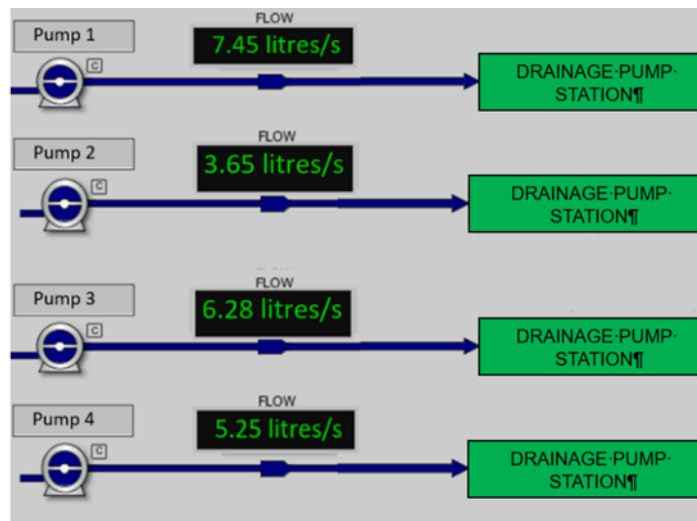 FLOW
Pump 1
7.45 litres/s
C
DRAINAGE·PUMP·
STATION¶
FLOW
Pump 2
3.65 litres/s
C
DRAINAGE·PUMP·
STATION¶
FLOW
Pump 3
6.28 litres/s
C
DRAINAGE·PUMP·
STATION¶
FLOW
Pump 4
5.25 litres/s
C
DRAINAGE·PUMP·
STATION¶